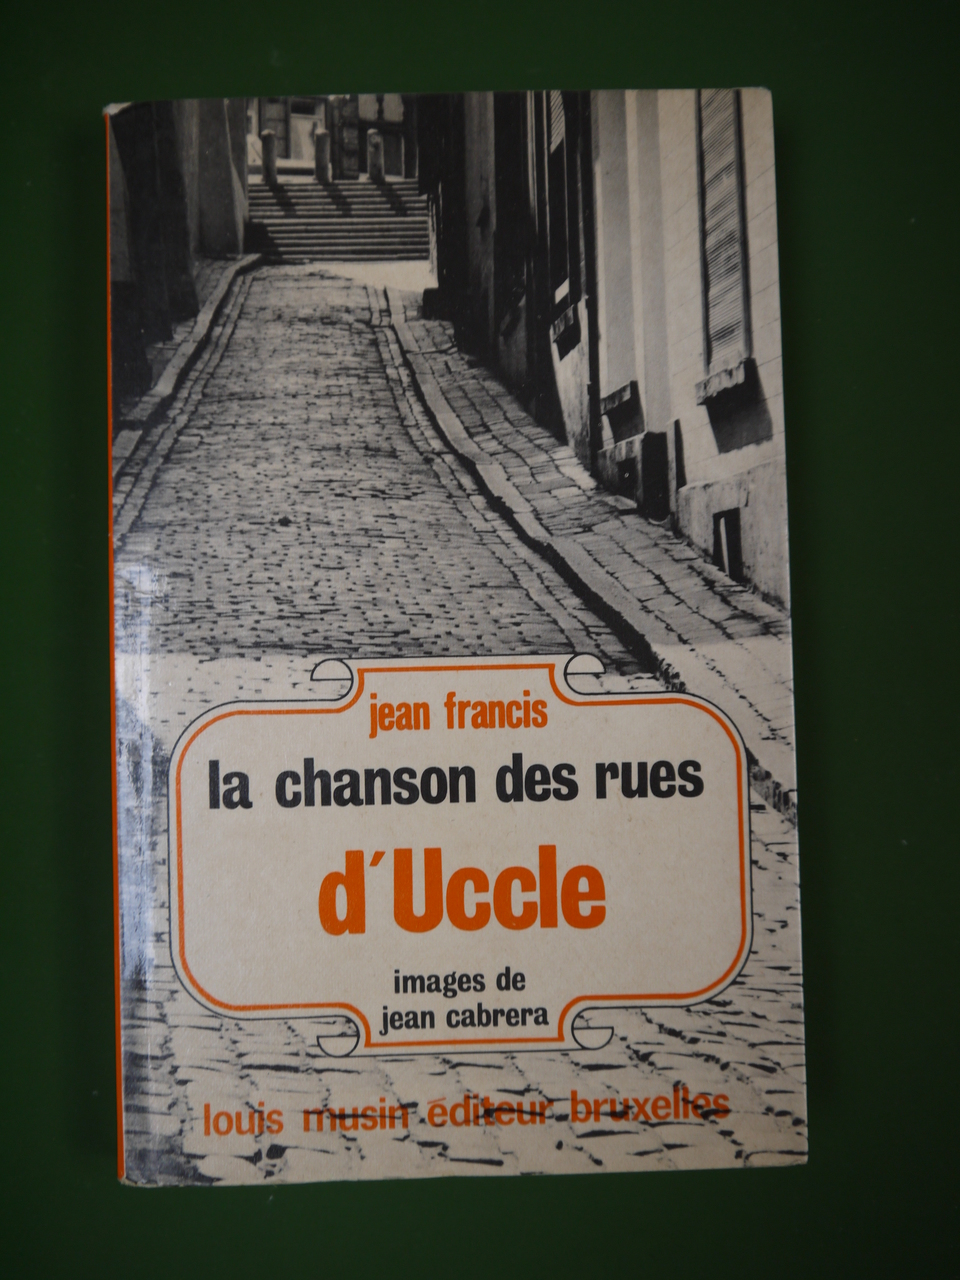 jean francis
la chanson des rues
d'Uccle
images de
jean cabrera
louis musin éditeur bruxelles